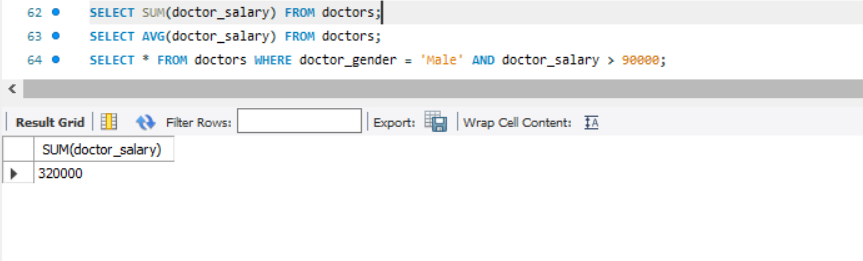 62 SELECT SUM(doctor_salary) FROM doctors;
63 SELECT AVG(doctor_salary) FROM doctors;
64 SELECT * FROM doctors WHERE doctor_gender = 'Male' AND doctor_salary > 90000;
Result Grid Filter Rows: Export: Wrap Cell Content: IA
SUM(doctor_salary)
320000